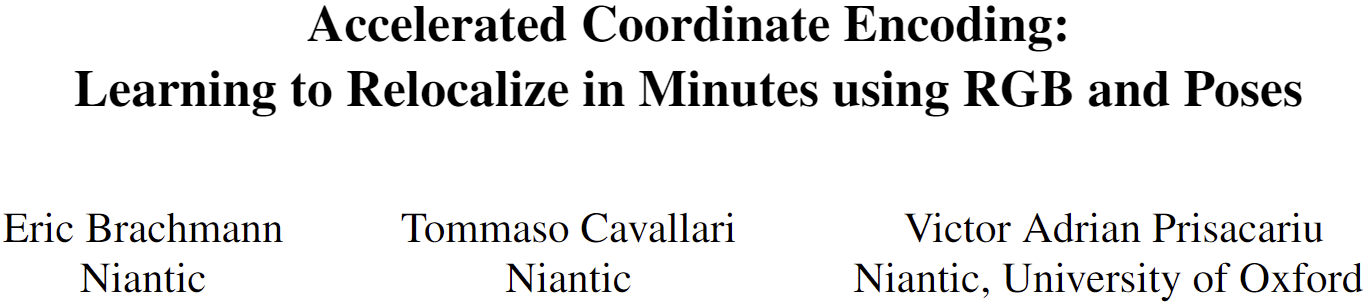 Accelerated Coordinate Encoding:
Learning to Relocalize in Minutes using RGB and Poses
Eric Brachmann Tommaso Cavallari Victor Adrian Prisacariu
Niantic Niantic Niantic, University of Oxford